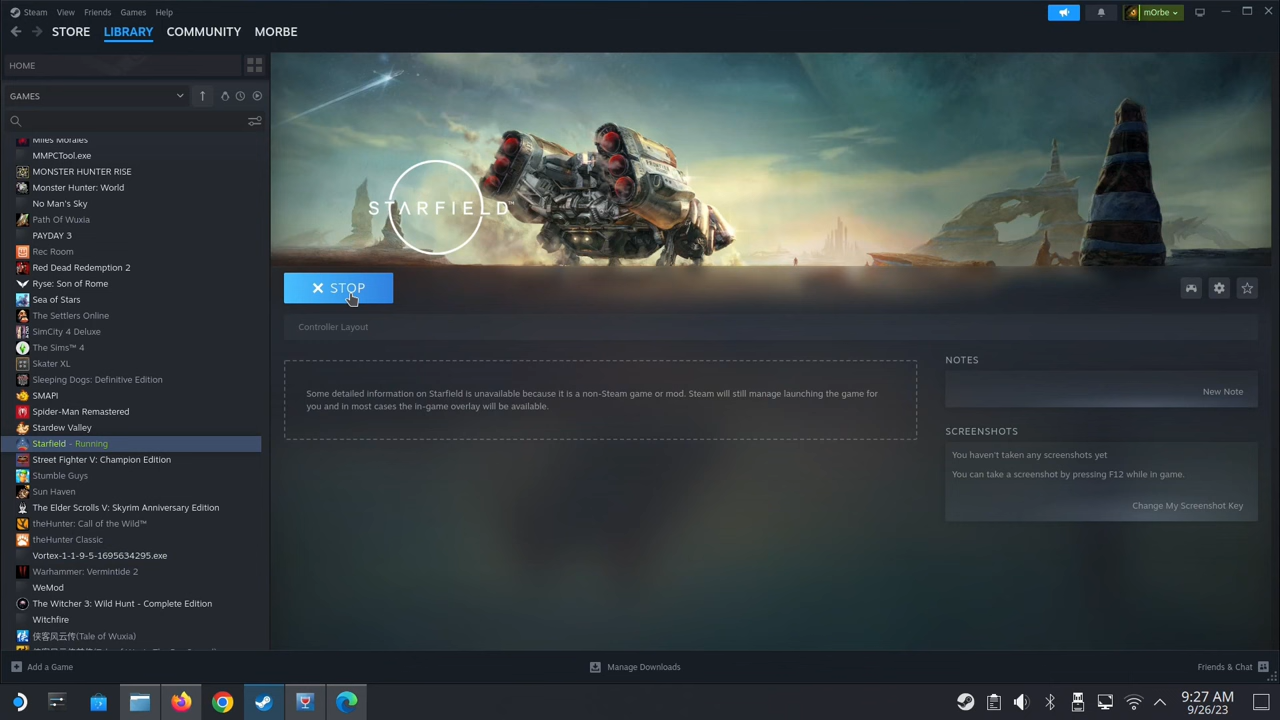 Steam View Friends Games Help
mOrbe
STORE LIBRARY COMMUNITY MORBE
HOME
GAMES
Miles Morales
MMPCTool.exe
MONSTER HUNTER RISE
Monster Hunter: World
No Man's Sky
Path Of Wuxia
PAYDAY 3
Rec Room
Red Dead Redemption 2
Ryse: Son of Rome
Sea of Stars
The Settlers Online
SimCity 4 Deluxe
The Sims™ 4
Skater XL
Sleeping Dogs: Definitive Edition
SMAPI
Spider-Man Remastered
Stardew Valley
Starfield - Running
Street Fighter V: Champion Edition
Stumble Guys
Sun Haven
The Elder Scrolls V: Skyrim Anniversary Edition
theHunter: Call of the Wild™
theHunter Classic
Vortex-1-1-9-5-1695634295.exe
Warhammer: Vermintide 2
WeMod
The Witcher 3: Wild Hunt - Complete Edition
Witchfire
侠客风云传(Tale of Wuxia)
STARFIELD™
STOP
Controller Layout
Some detailed information on Starfield is unavailable because it is a non-Steam game or mod. Steam will still manage launching the game for
you and in most cases the in-game overlay will be available.
NOTES
New Note
SCREENSHOTS
You haven't taken any screenshots yet
You can take a screenshot by pressing F12 while in game.
Change My Screenshot Key
Add a Game
Manage Downloads
Friends & Chat
9:27 AM
9/26/23